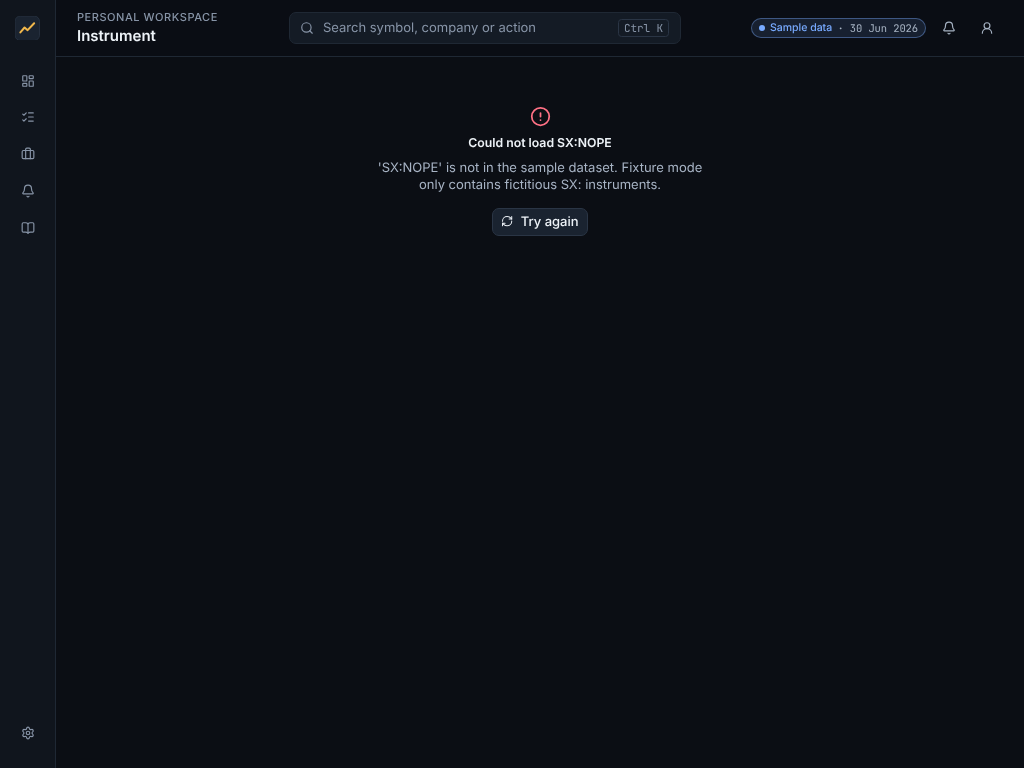 PERSONAL WORKSPACE
Instrument
Search symbol, company or action
Ctrl K
Sample data · 30 Jun 2026
Could not load SX:NOPE
'SX:NOPE' is not in the sample dataset. Fixture mode
only contains fictitious SX: instruments.
Try again